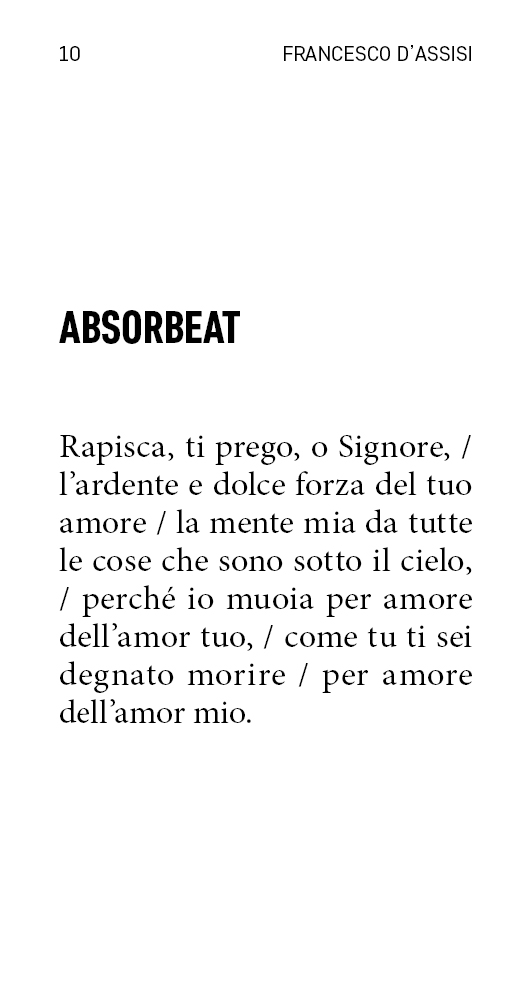 10 FRANCESCO D’ASSISI
ABSORBEAT
Rapisca, ti prego, o Signore, /
l’ardente e dolce forza del tuo
amore / la mente mia da tutte
le cose che sono sotto il cielo,
/ perché io muoia per amore
dell’amor tuo, / come tu ti sei
degnato morire / per amore
dell’amor mio.